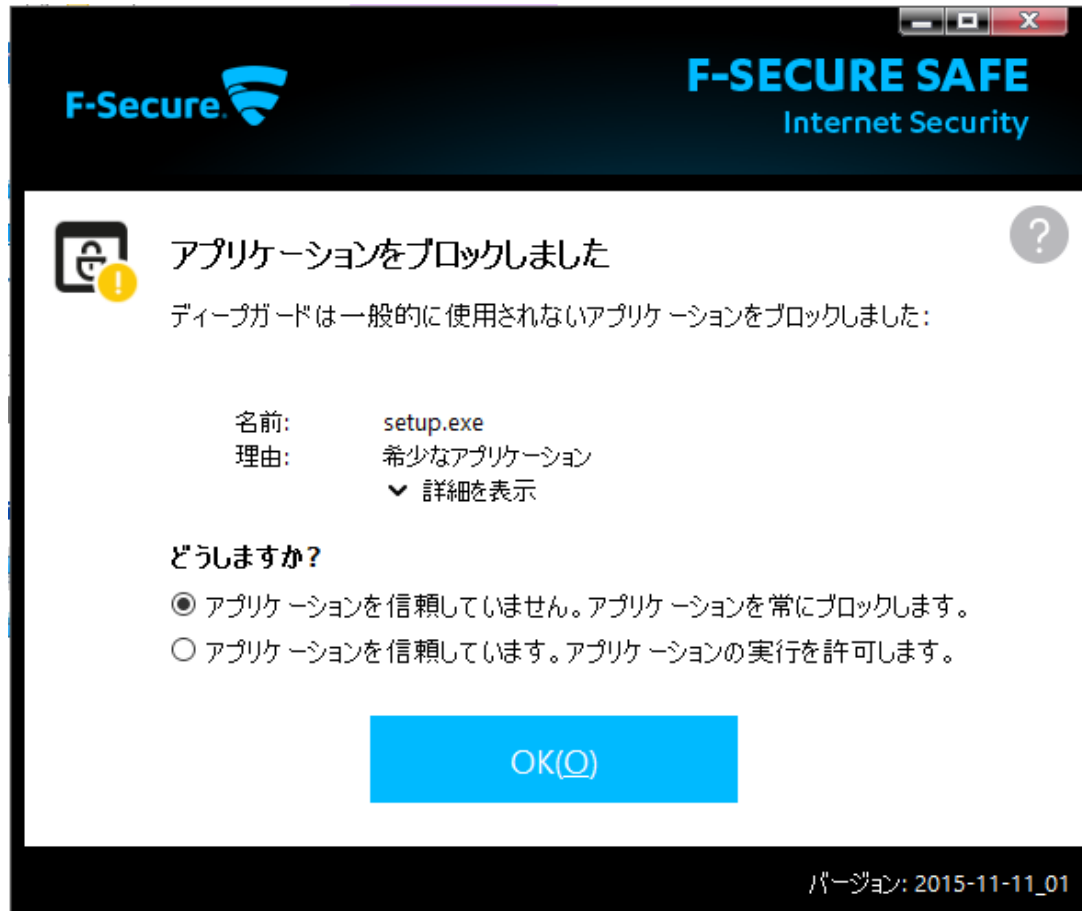 F-Secure.
F-SECURE SAFE
Internet Security
アプリケーションをブロックしました
?
ディープガードは一般的に使用されないアプリケーションをブロックしました:
名前: setup.exe
理由: 希少なアプリケーション
詳細を表示
どうしますか?
アプリケーションを信頼していません。アプリケーションを常にブロックします。
アプリケーションを信頼しています。アプリケーションの実行を許可します。
OK(O)
バージョン: 2015-11-11_01